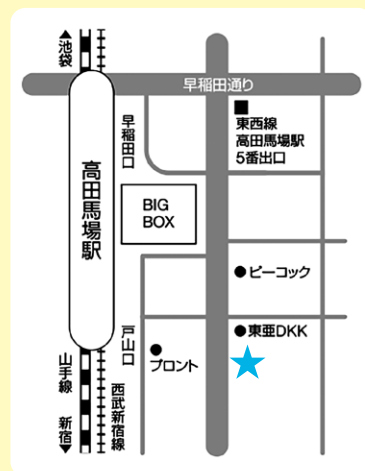 ▲池袋
早稲田通り
早稲田口
東西線
高田馬場駅
5番出口
高田馬場駅
BIG
BOX
ピーコック
戸山口
東亜DKK
プロント
山手線
西武新宿線
新宿▼